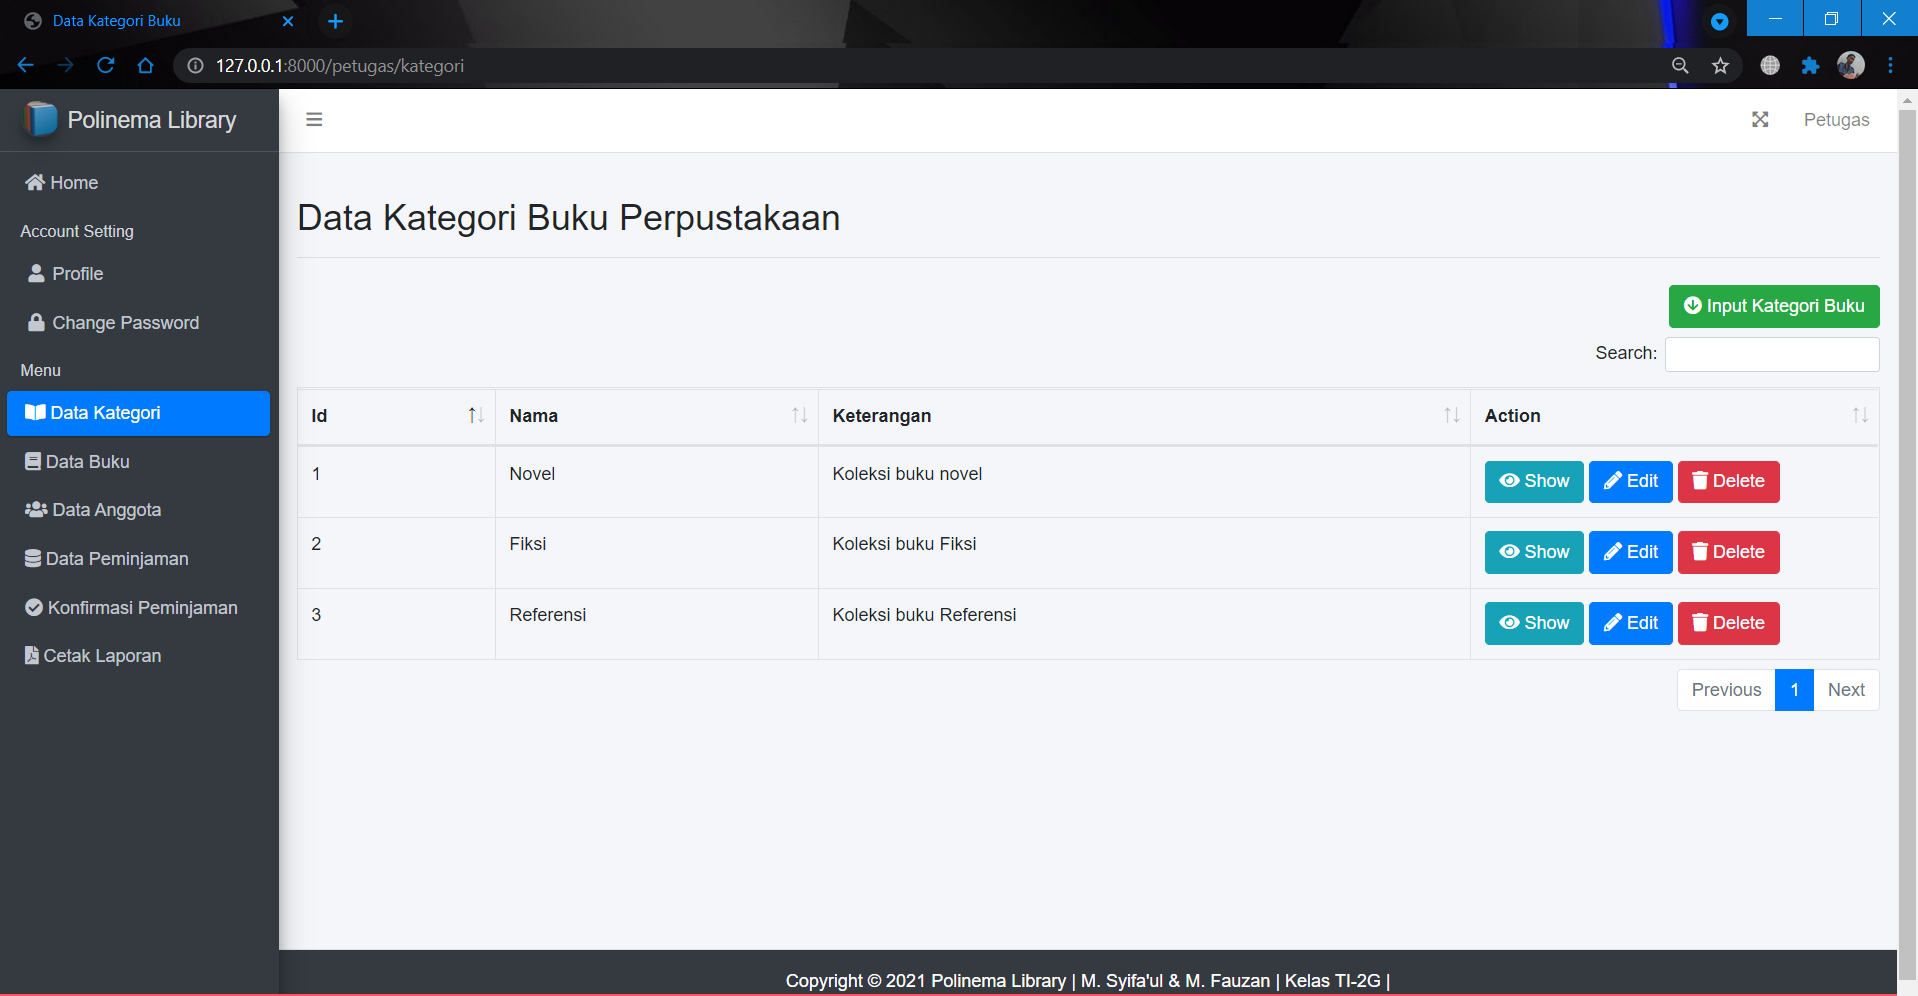 Data Kategori Buku
127.0.0.1:8000/petugas/kategori
Polinema Library
Petugas
Home
Account Setting
Profile
Change Password
Menu
Data Kategori
Data Buku
Data Anggota
Data Peminjaman
Konfirmasi Peminjaman
Cetak Laporan
Data Kategori Buku Perpustakaan
Input Kategori Buku
Search:
Id Nama Keterangan Action
1 Novel Koleksi buku novel Show Edit Delete
2 Fiksi Koleksi buku Fiksi Show Edit Delete
3 Referensi Koleksi buku Referensi Show Edit Delete
Previous 1 Next
Copyright © 2021 Polinema Library | M. Syifa'ul & M. Fauzan | Kelas TI-2G |